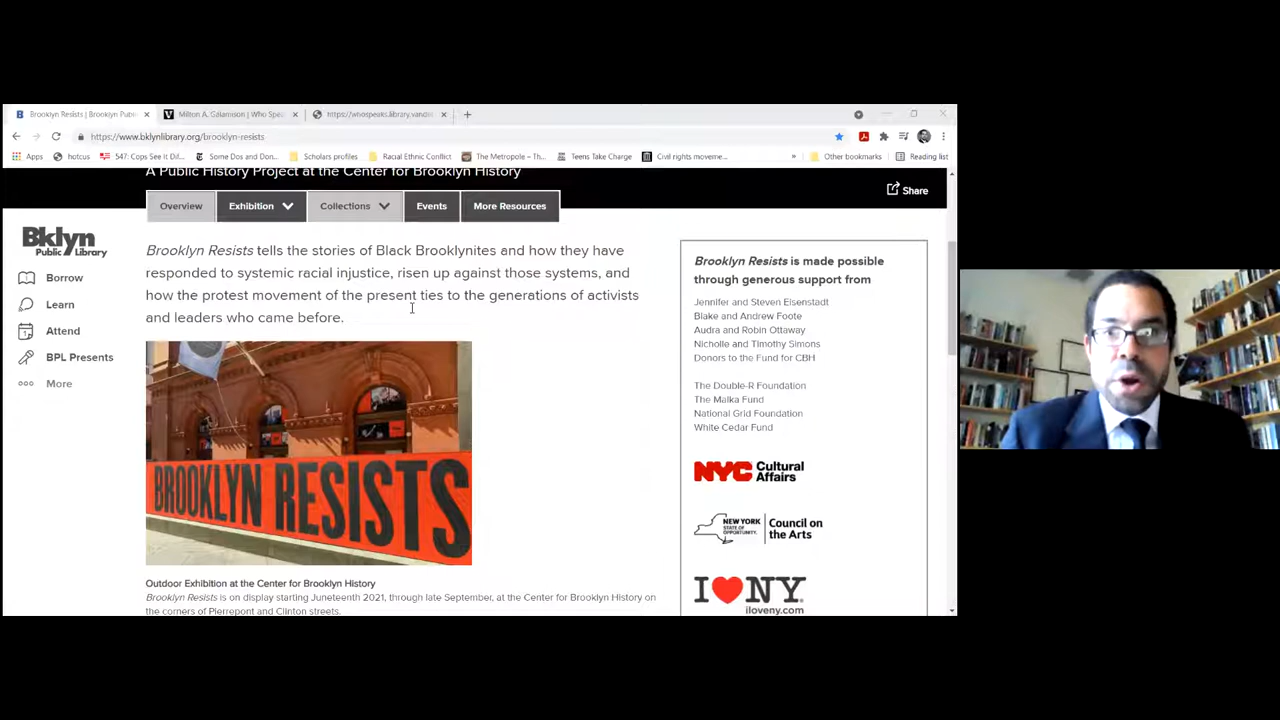 Brooklyn Resists | Brooklyn Publi
Milton A. Galamison | Who Spea
https://whospeaks.library.vander
https://www.bklynlibrary.org/brooklyn-resists
Apps
hotcus
547: Cops See It Dif...
Some Dos and Don...
Scholars profiles
Racial Ethnic Conflict
The Metropole – Th...
Teens Take Charge
Civil rights moveme...
»
Other bookmarks
Reading list
A Public History Project at the Center for Brooklyn History
Share
Overview
Exhibition
Collections
Events
More Resources
Bklyn
Public Library
Borrow
Learn
Attend
BPL Presents
More
Brooklyn Resists tells the stories of Black Brooklynites and how they have
responded to systemic racial injustice, risen up against those systems, and
how the protest movement of the present ties to the generations of activists
and leaders who came before.
BROOKLYN RESISTS
Outdoor Exhibition at the Center for Brooklyn History
Brooklyn Resists is on display starting Juneteenth 2021, through late September, at the Center for Brooklyn History on
the corners of Pierrepont and Clinton streets.
Brooklyn Resists is made possible
through generous support from
Jennifer and Steven Eisenstadt
Blake and Andrew Foote
Audra and Robin Ottaway
Nicholle and Timothy Simons
Donors to the Fund for CBH
The Double-R Foundation
The Malka Fund
National Grid Foundation
White Cedar Fund
NYC Cultural
Affairs
NEW YORK
STATE OF
OPPORTUNITY.
Council on
the Arts
I NY
iloveny.com